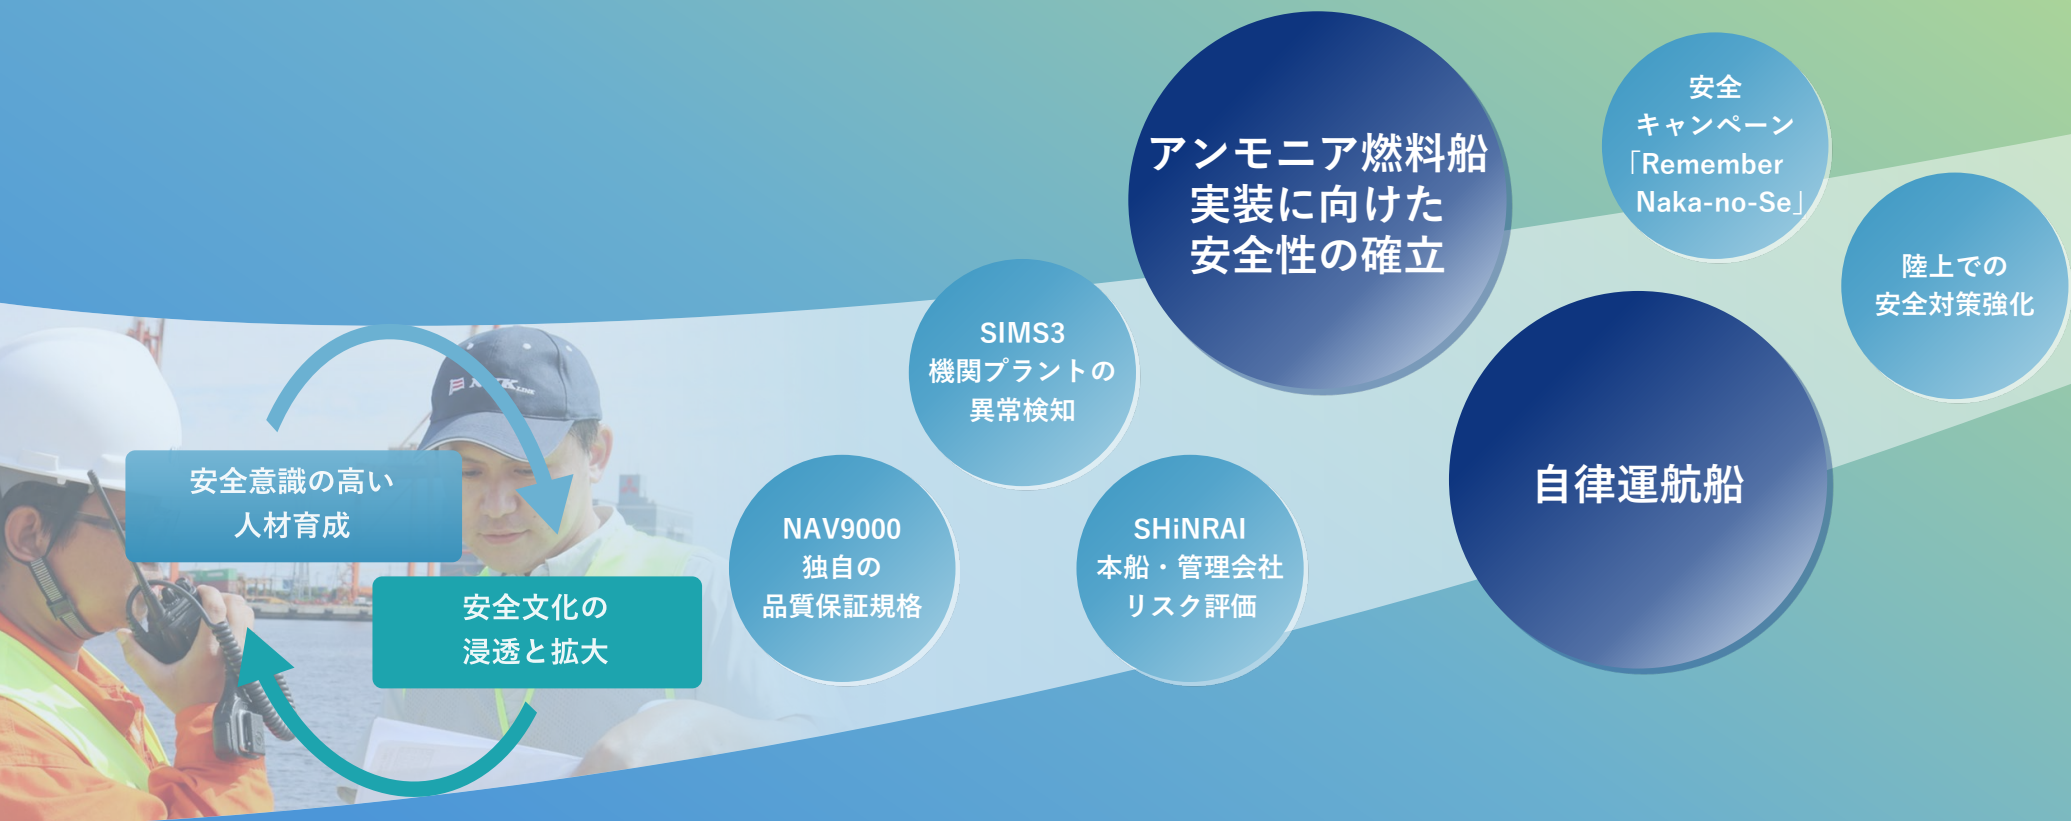 安全意識の高い
人材育成
安全文化の
浸透と拡大
NAV9000
独自の
品質保証規格
SIMS3
機関プラントの
異常検知
SHiNRAI
本船・管理会社
リスク評価
アンモニア燃料船
実装に向けた
安全性の確立
自律運航船
安全
キャンペーン
「Remember
Naka-no-Se」
陸上での
安全対策強化